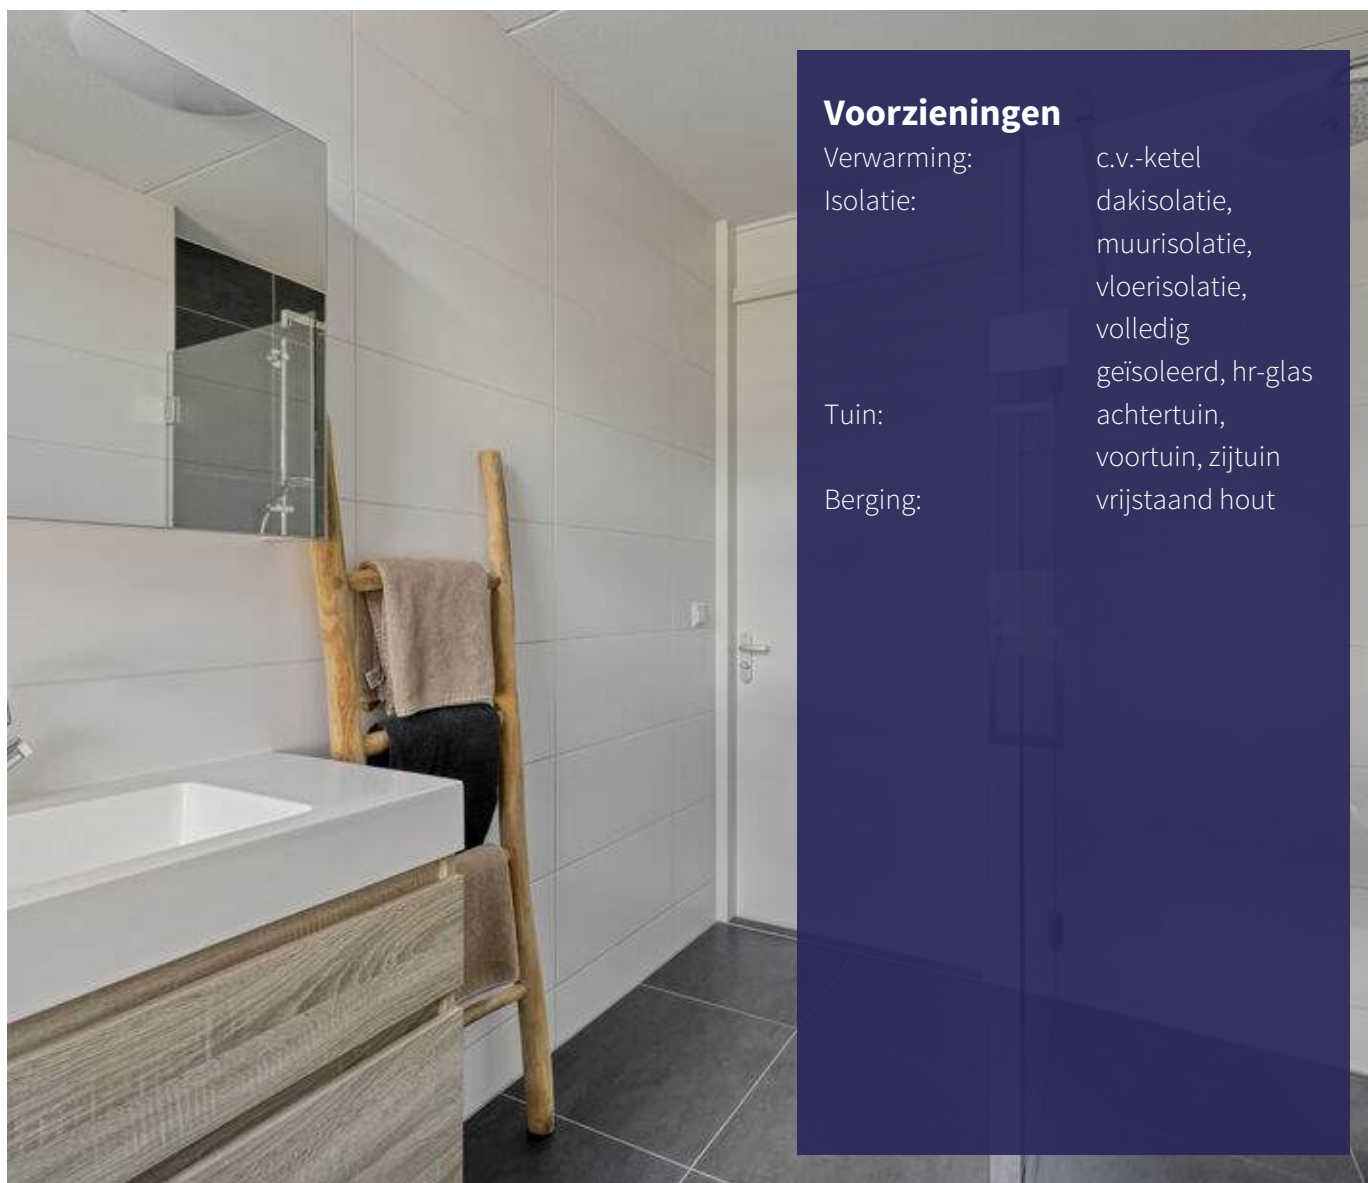 Voorzieningen
Verwarming: c.v.-ketel
Isolatie: dakisolatie,
muurisolatie,
vloerisolatie,
volledig
geïsoleerd, hr-glas
Tuin: achtertuin,
voortuin, zijtuin
Berging: vrijstaand hout